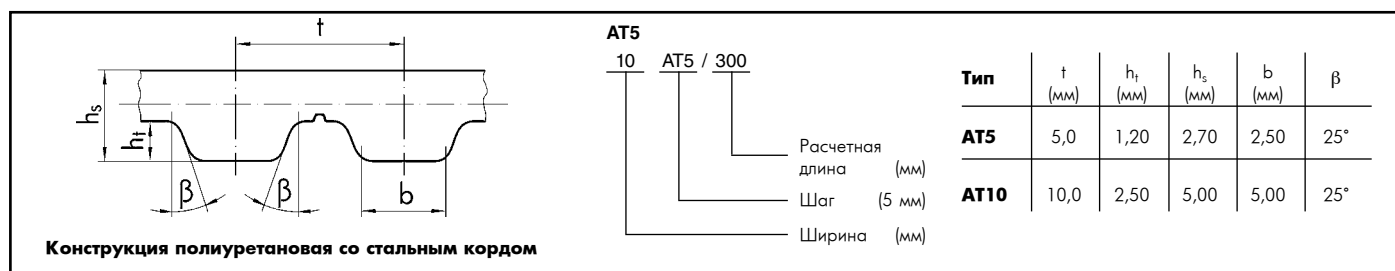 t
hs
ht
β
β
b
Конструкция полиуретановая со стальным кордом
AT5
10 AT5 / 300
Расчетная
длина (мм)
Шаг (5 мм)
Ширина (мм)
Тип t ht hs b β
(мм) (мм) (мм) (мм)
AT5 5,0 1,20 2,70 2,50 25°
AT10 10,0 2,50 5,00 5,00 25°